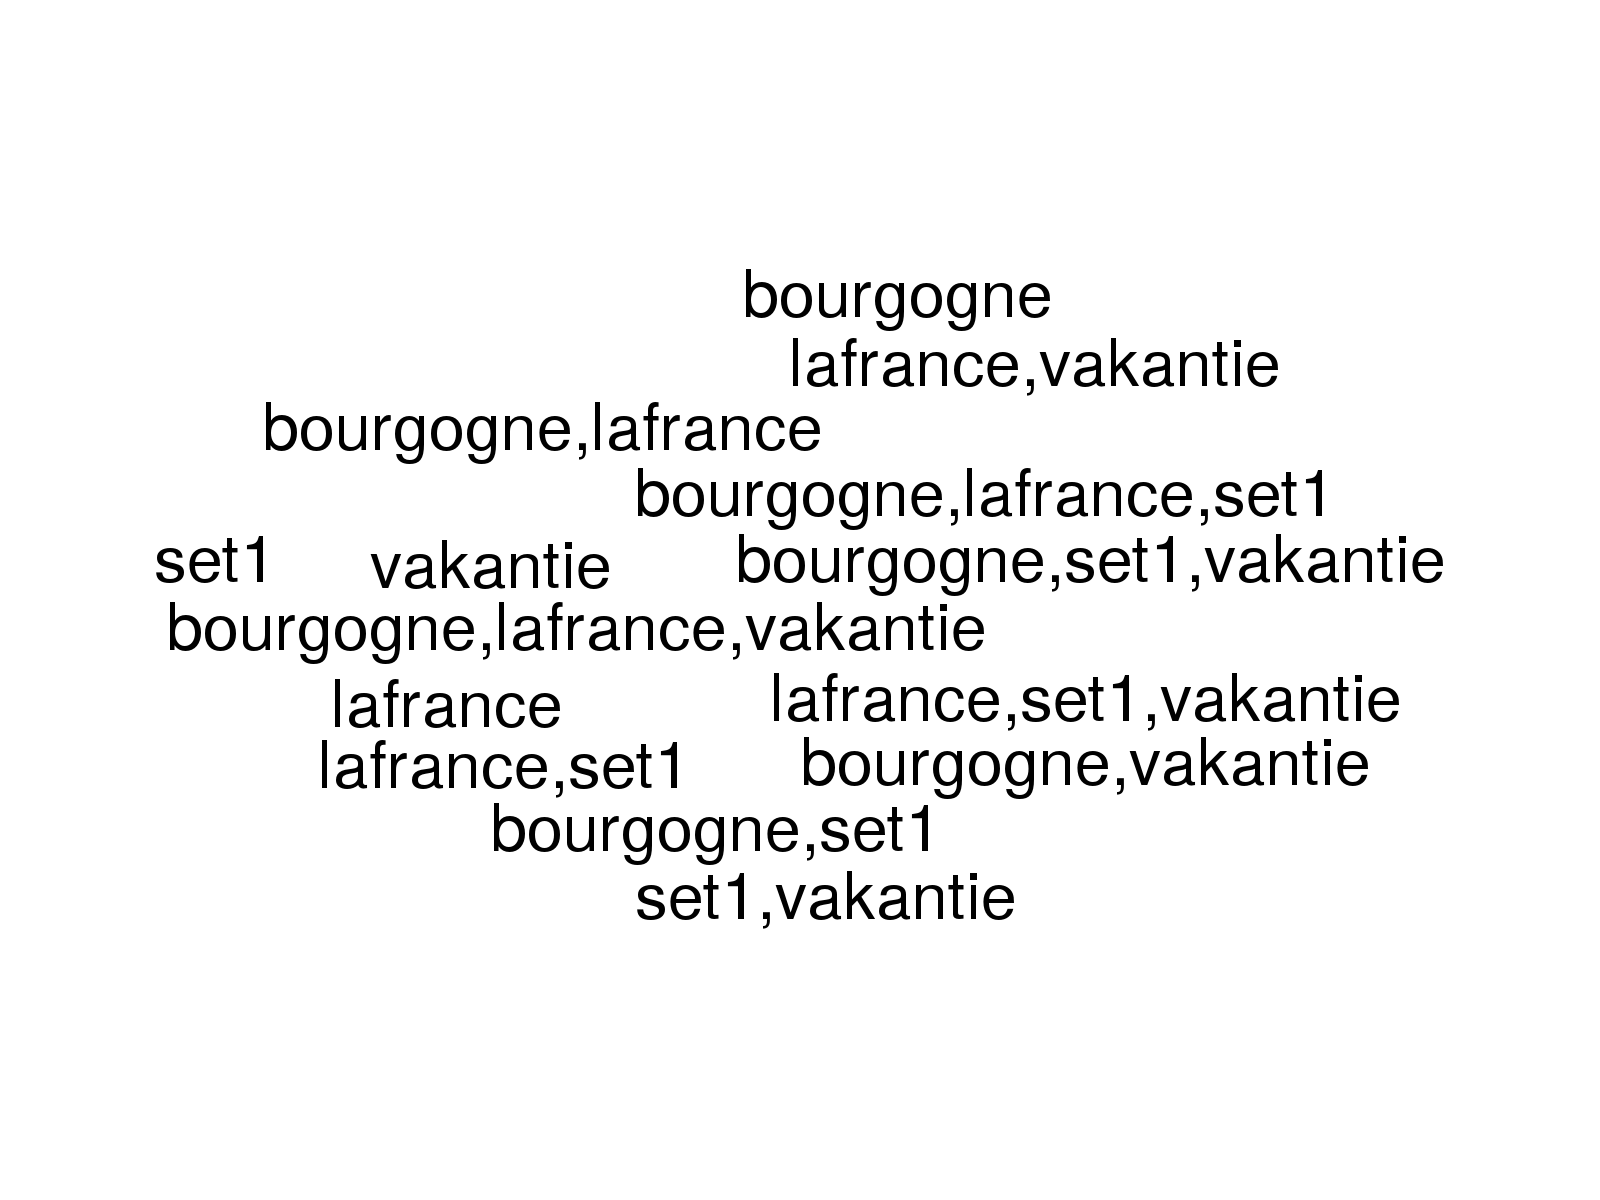 bourgogne
lafrance,vakantie
bourgogne,lafrance
bourgogne,lafrance,set1
set1 vakantie bourgogne,set1,vakantie
bourgogne,lafrance,vakantie
lafrance lafrance,set1,vakantie
lafrance,set1 bourgogne,vakantie
bourgogne,set1
set1,vakantie